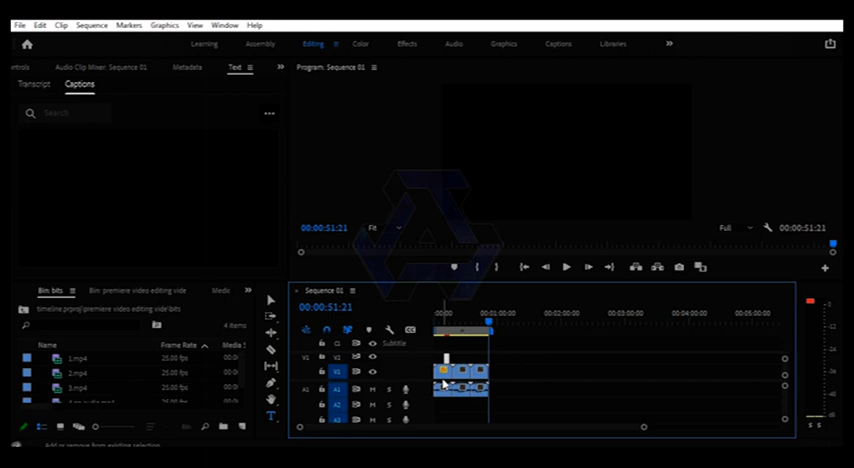 File Edit Clip Sequence Markers Graphics View Window Help
Learning Assembly Editing Color Effects Audio Graphics Captions Libraries
Audio Clip Mixer: Sequence 01 Metadata Text Program: Sequence 01
Transcript Captions
Search
00:00:51:21 Fit Full 00:00:51:21
Bin: bits Bin: premiere video editing vide Sequence 01
timeline.prproj\premiere video editing vide\bits 00:00:51:21
4 items :00:00 00:01:00:00 00:02:00:00 00:03:00:00 00:04:00:00 00:05:00:00
Name Frame Rate Media S C1 Subtitle
1.mp4 25.00 fps V1 V2
2.mp4 25.00 fps V1
3.mp4 25.00 fps A1 A1 M S
A2 M S
A3 M S S S
Add or remove from existing selection